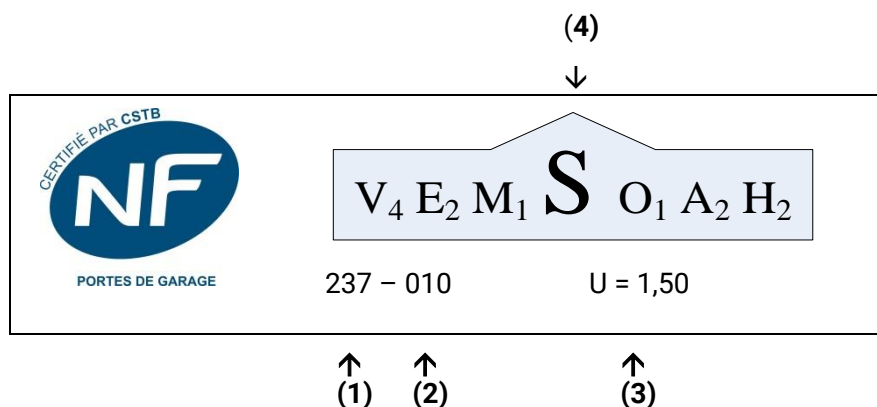 (4)
↓
CERTIFIÉ PAR CSTB
NF
PORTES DE GARAGE
V₄ E₂ M₁ S O₁ A₂ H₂
237 – 010 U = 1,50
↑ ↑ ↑
(1) (2) (3)